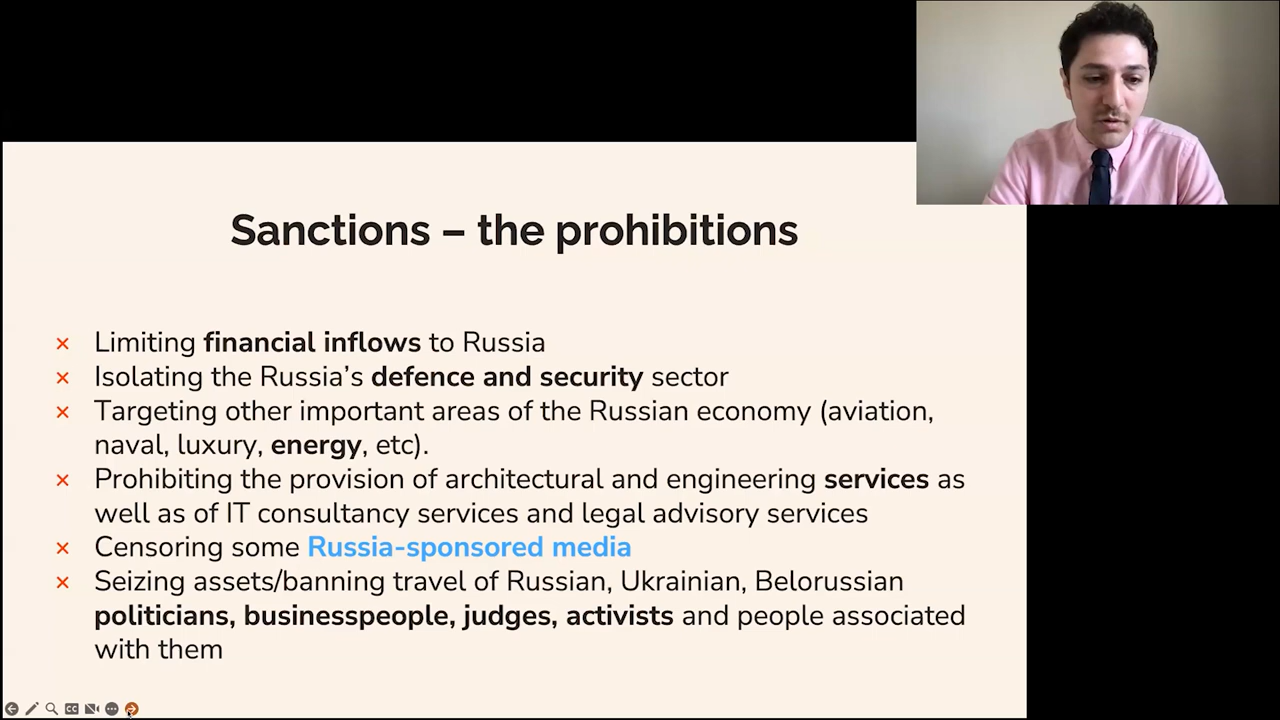 Sanctions – the prohibitions
× Limiting financial inflows to Russia
× Isolating the Russia's defence and security sector
× Targeting other important areas of the Russian economy (aviation,
naval, luxury, energy, etc).
× Prohibiting the provision of architectural and engineering services as
well as of IT consultancy services and legal advisory services
× Censoring some Russia-sponsored media
× Seizing assets/banning travel of Russian, Ukrainian, Belorussian
politicians, businesspeople, judges, activists and people associated
with them
CC